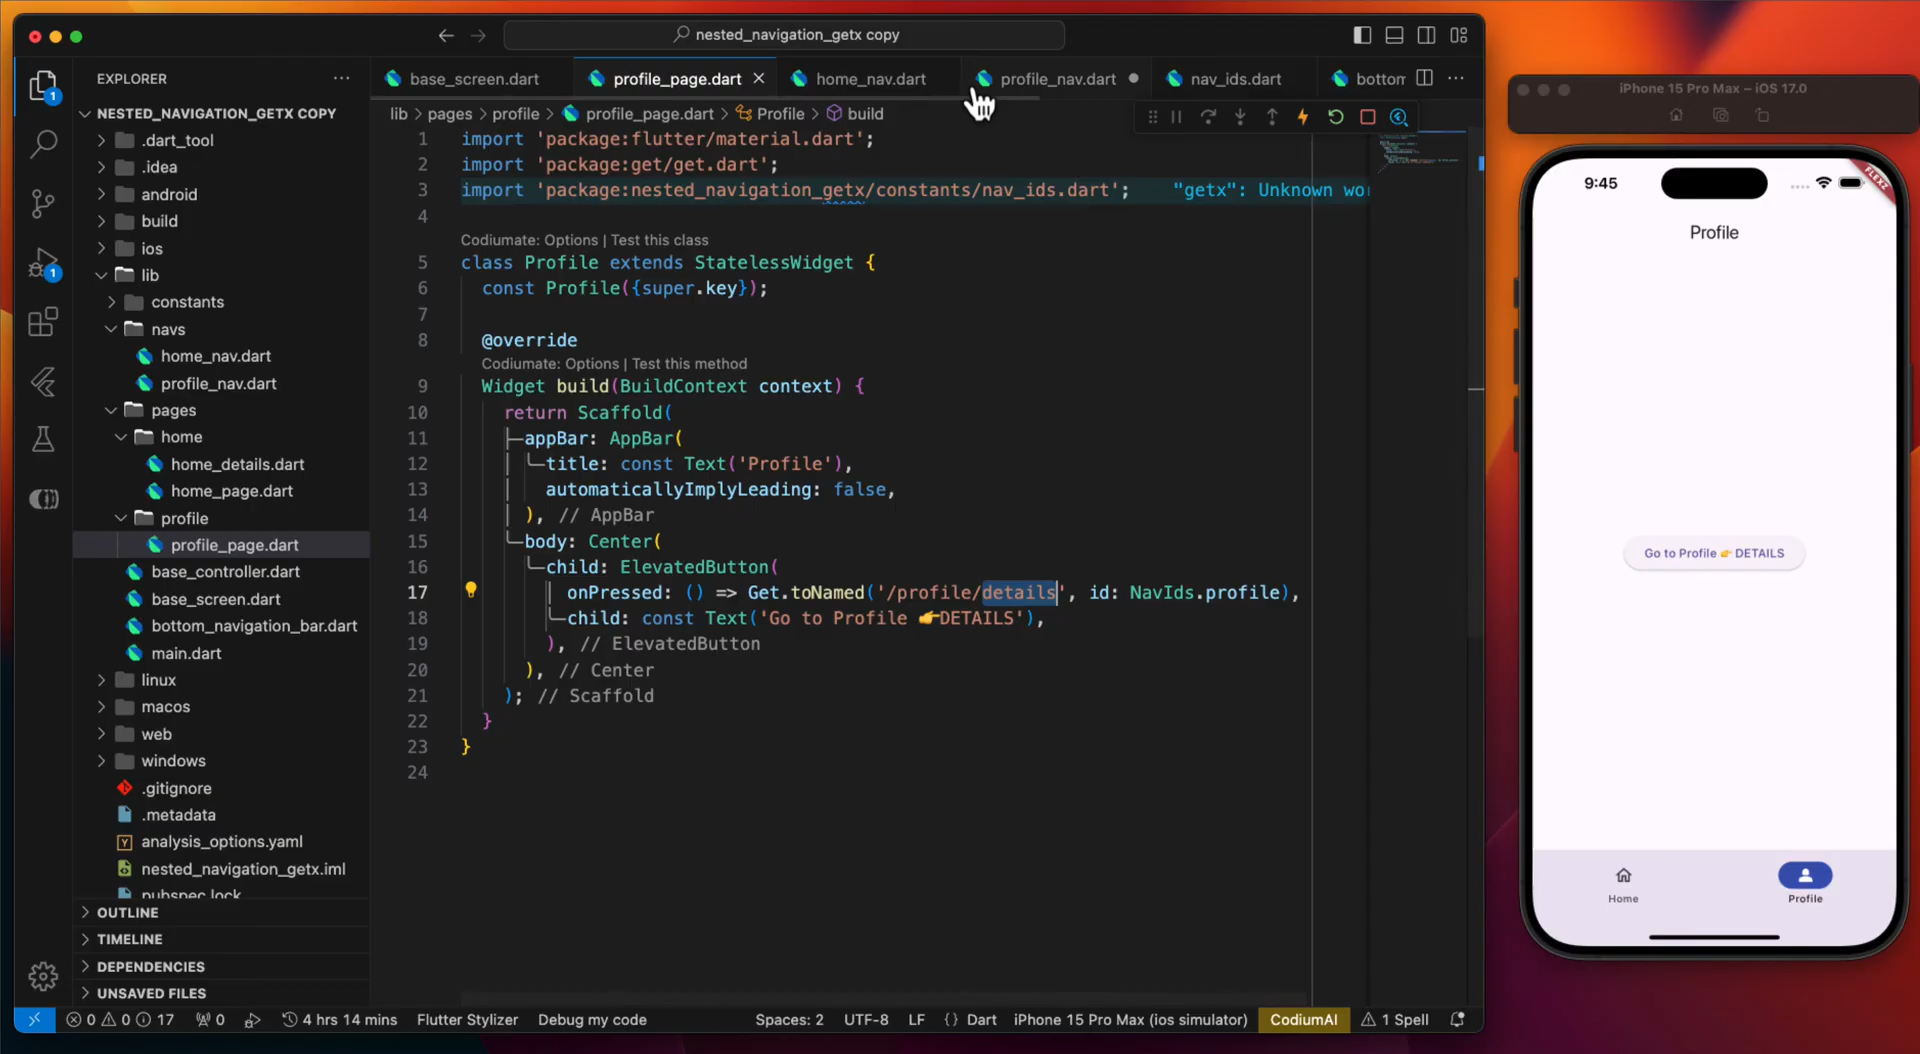 nested_navigation_getx copy
EXPLORER
base_screen.dart
profile_page.dart
home_nav.dart
profile_nav.dart
nav_ids.dart
bottom
NESTED_NAVIGATION_GETX COPY
.dart_tool
.idea
android
build
ios
lib
constants
navs
home_nav.dart
profile_nav.dart
pages
home
home_details.dart
home_page.dart
profile
profile_page.dart
base_controller.dart
base_screen.dart
bottom_navigation_bar.dart
main.dart
linux
macos
web
windows
.gitignore
.metadata
analysis_options.yaml
nested_navigation_getx.iml
pubspec.lock
OUTLINE
TIMELINE
DEPENDENCIES
UNSAVED FILES
1
1
lib > pages > profile > profile_page.dart > Profile > build
1 import 'package:flutter/material.dart';
2 import 'package:get/get.dart';
3 import 'package:nested_navigation_getx/constants/nav_ids.dart'; "getx": Unknown wor
4
Codiumate: Options | Test this class
5 class Profile extends StatelessWidget {
6 const Profile({super.key});
7
8 @override
Codiumate: Options | Test this method
9 Widget build(BuildContext context) {
10 return Scaffold(
11 appBar: AppBar(
12 title: const Text('Profile'),
13 automaticallyImplyLeading: false,
14 ), // AppBar
15 body: Center(
16 child: ElevatedButton(
17 onPressed: () => Get.toNamed('/profile/details', id: NavIds.profile),
18 child: const Text('Go to Profile 👉DETAILS'),
19 ), // ElevatedButton
20 ), // Center
21 ); // Scaffold
22 }
23 }
24
0 0 17 0 4 hrs 14 mins Flutter Stylizer Debug my code Spaces: 2 UTF-8 LF {} Dart iPhone 15 Pro Max (ios simulator) CodiumAI 1 Spell
iPhone 15 Pro Max – iOS 17.0
9:45
FLEXZ
Profile
Go to Profile 👉 DETAILS
Home
Profile